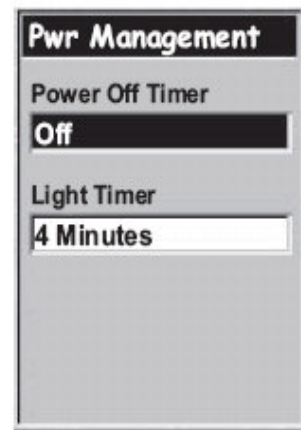 Pwr Management
Power Off Timer
Off
Light Timer
4 Minutes